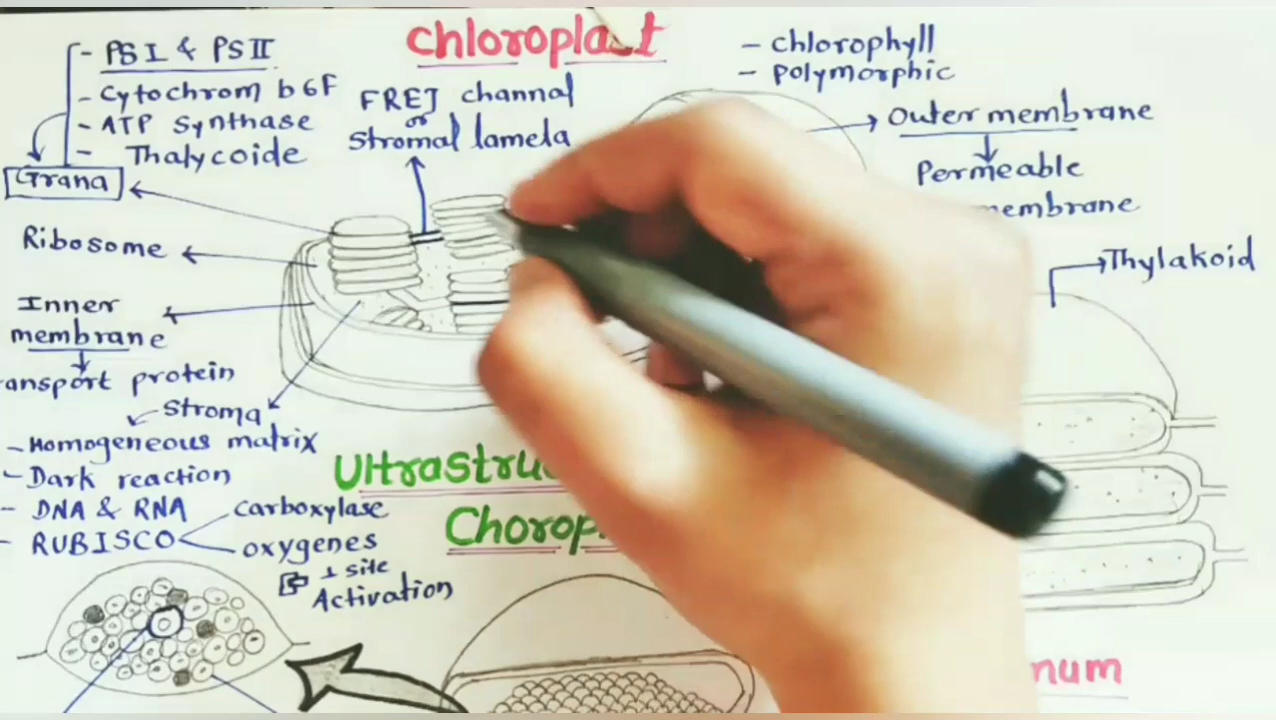 Chloroplast
- PS I & PS II
- Cytochrom b6F
- ATP Synthase
- Thalycoide
Grana
FRET channal
or
Stromal lamela
- chlorophyll
- polymorphic
Outer membrane
Permeable
membrane
Thylakoid
Ribosome
Inner
membrane
ansport protein
Stroma
- Homogeneous matrix
- Dark reaction
- DNA & RNA
- RUBISCO
carboxylase
oxygenes
1 site
Activation
Ultrastru
Chorop
num